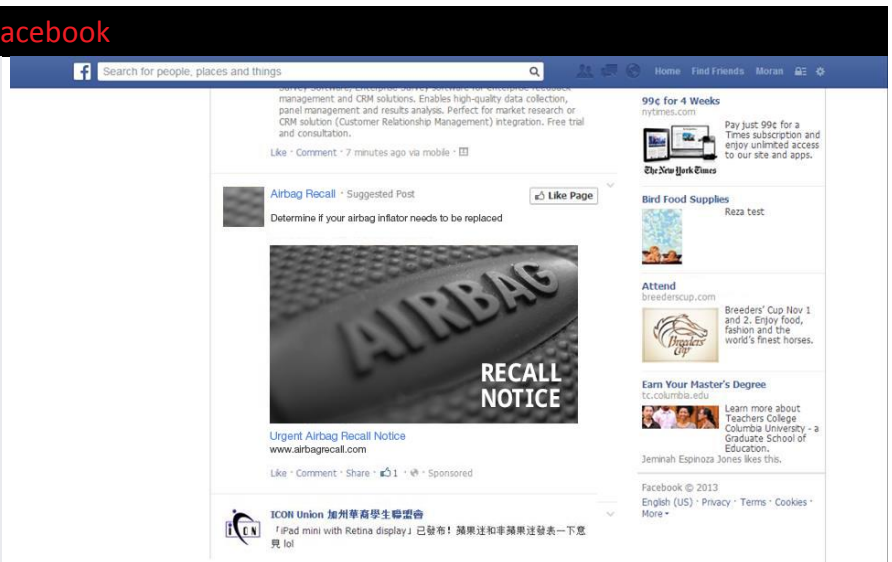 acebook
f
Search for people, places and things
Home Find Friends Moran
management and CRM solutions. Enables high-quality data collection,
panel management and results analysis. Perfect for market research or
CRM solution (Customer Relationship Management) integration. Free trial
and consultation.
Like · Comment · 7 minutes ago via mobile ·
Airbag Recall · Suggested Post
Like Page
Determine if your airbag inflator needs to be replaced
AIRBAG
RECALL
NOTICE
Urgent Airbag Recall Notice
www.airbagrecall.com
Like · Comment · Share · 1 · Sponsored
iCON
ICON Union 加州華裔學生聯盟會
「iPad mini with Retina display」已發布！蘋果迷和非蘋果迷發表一下意
見 lol
99¢ for 4 Weeks
nytimes.com
Pay just 99¢ for a
Times subscription and
enjoy unlimited access
to our site and apps.
The New York Times
Bird Food Supplies
Reza test
Attend
breederscup.com
Breeders' Cup Nov 1
and 2. Enjoy food,
fashion and the
world's finest horses.
Breeders'
Cup
Earn Your Master's Degree
tc.columbia.edu
Learn more about
Teachers College
Columbia University - a
Graduate School of
Education.
Jeminah Espinoza Jones likes this.
Facebook © 2013
English (US) · Privacy · Terms · Cookies ·
More